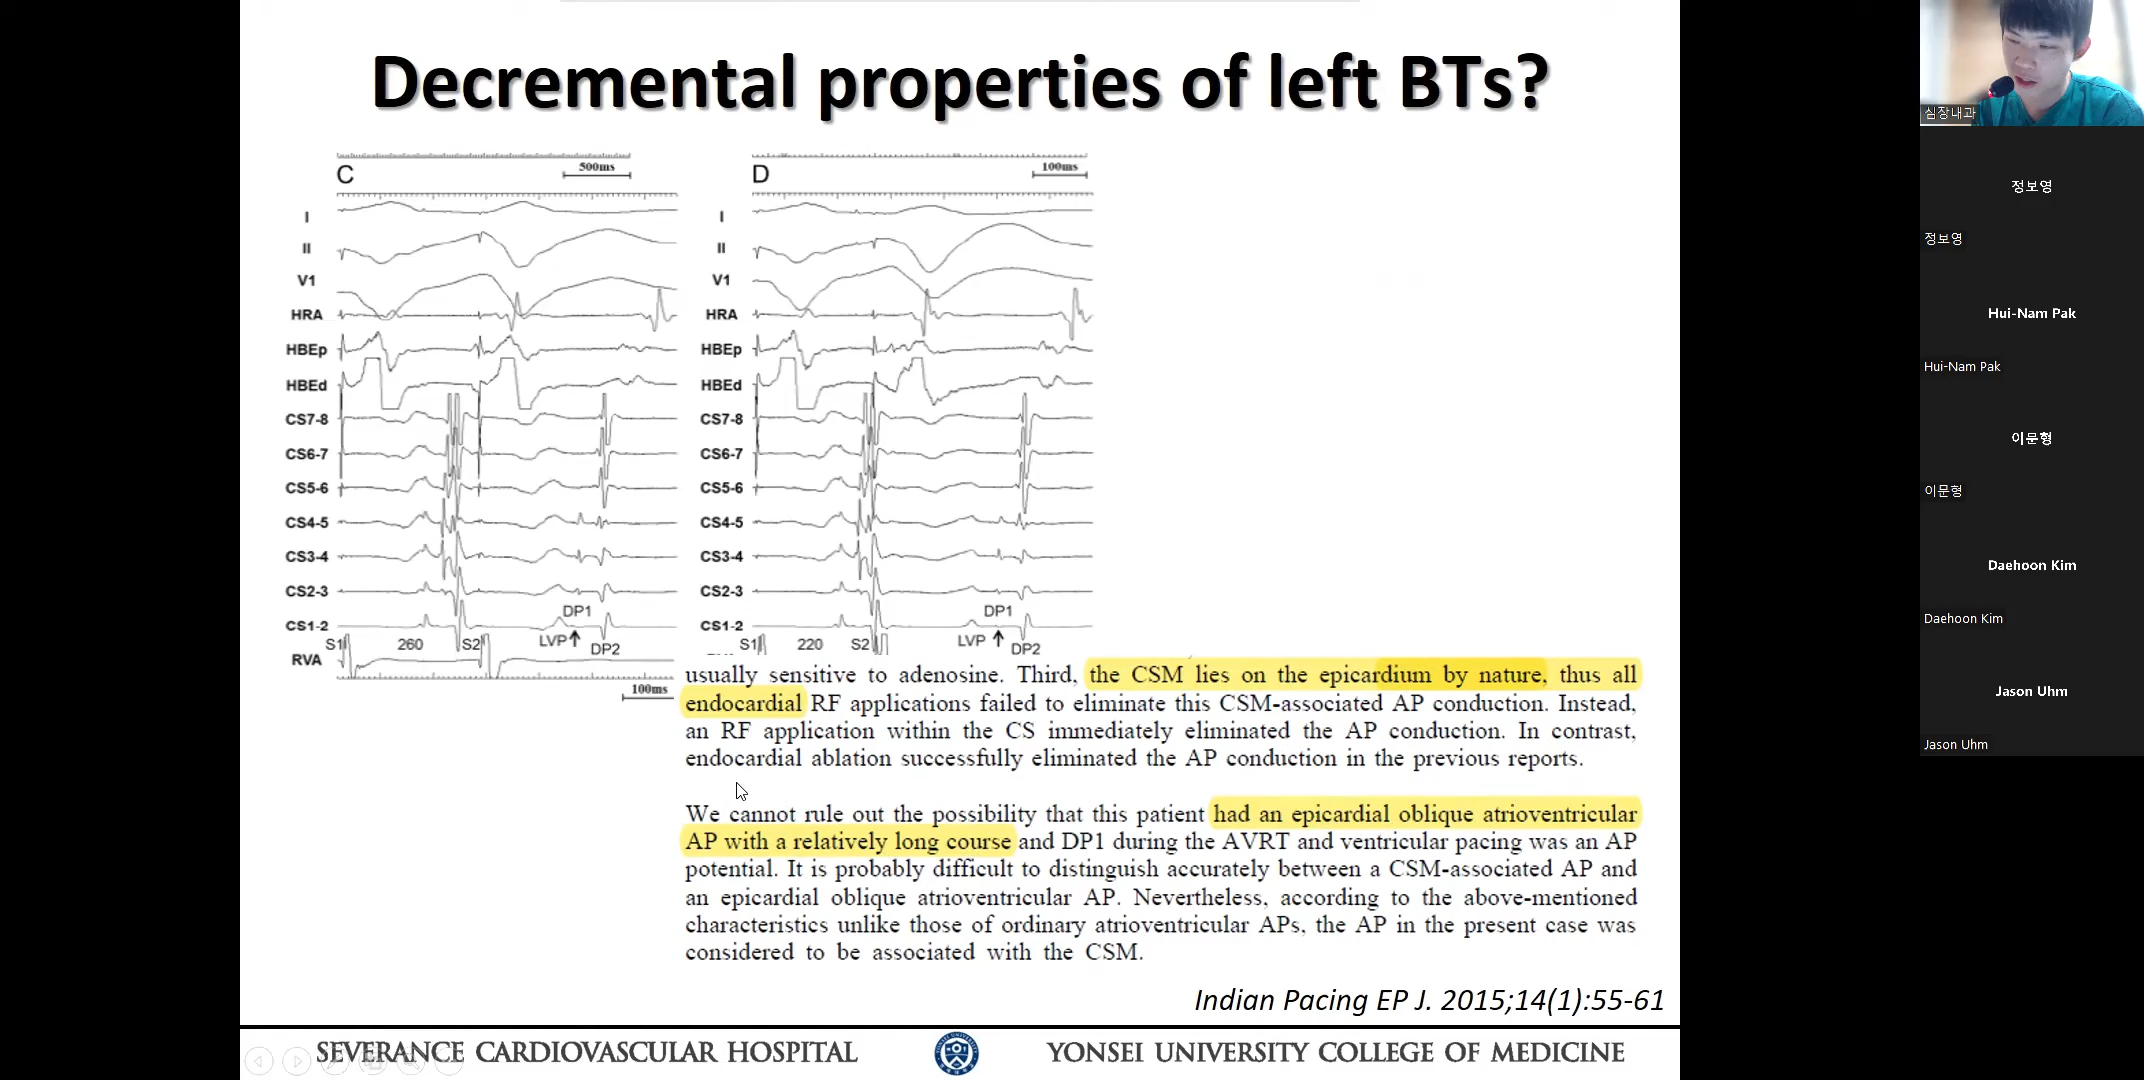 Decremental properties of left BTs?
C
500ms
I
II
V1
HRA
HBEp
HBEd
CS7-8
CS6-7
CS5-6
CS4-5
CS3-4
CS2-3
CS1-2
DP1
LVP
DP2
S1
260
S2
RVA
100ms
D
100ms
I
II
V1
HRA
HBEp
HBEd
CS7-8
CS6-7
CS5-6
CS4-5
CS3-4
CS2-3
CS1-2
DP1
LVP
DP2
S1
220
S2
usually sensitive to adenosine. Third, the CSM lies on the epicardium by nature, thus all
endocardial RF applications failed to eliminate this CSM-associated AP conduction. Instead,
an RF application within the CS immediately eliminated the AP conduction. In contrast,
endocardial ablation successfully eliminated the AP conduction in the previous reports.
We cannot rule out the possibility that this patient had an epicardial oblique atrioventricular
AP with a relatively long course and DP1 during the AVRT and ventricular pacing was an AP
potential. It is probably difficult to distinguish accurately between a CSM-associated AP and
an epicardial oblique atrioventricular AP. Nevertheless, according to the above-mentioned
characteristics unlike those of ordinary atrioventricular APs, the AP in the present case was
considered to be associated with the CSM.
Indian Pacing EP J. 2015;14(1):55-61
SEVERANCE CARDIOVASCULAR HOSPITAL
YONSEI UNIVERSITY COLLEGE OF MEDICINE
심장내과
정보영
정보영
Hui-Nam Pak
Hui-Nam Pak
이문형
이문형
Daehoon Kim
Daehoon Kim
Jason Uhm
Jason Uhm